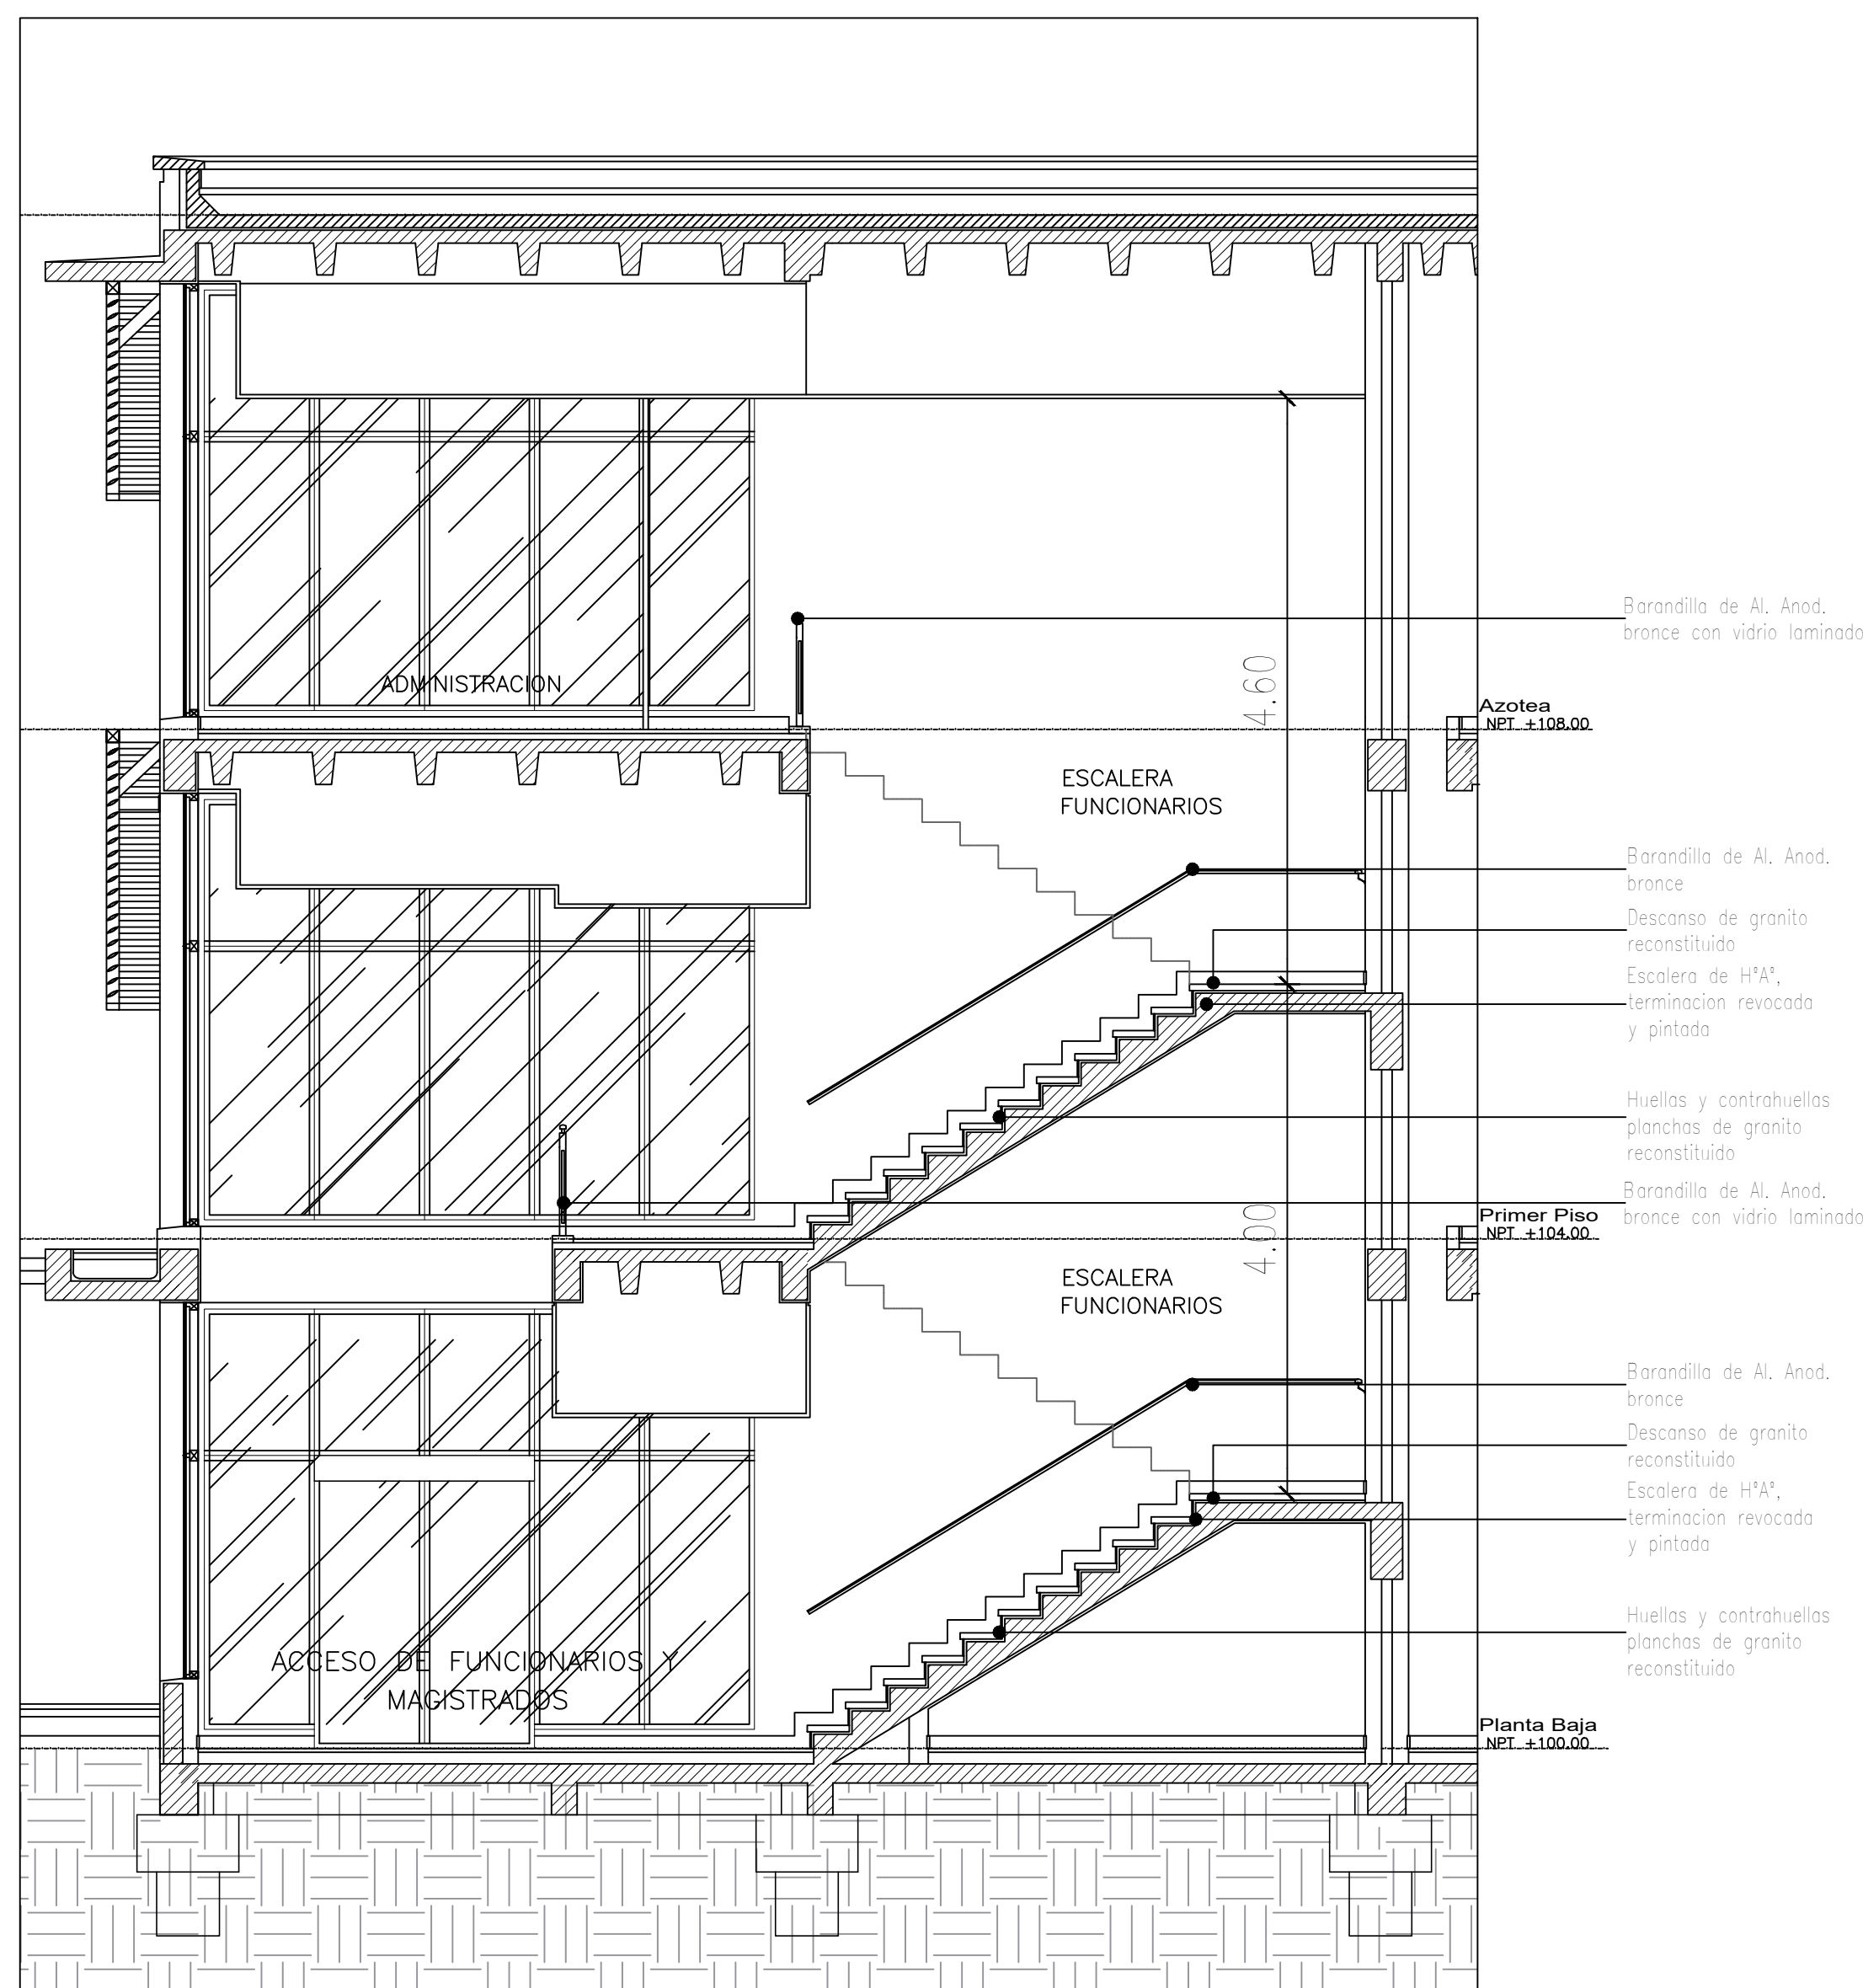 Barandilla de Al. Anod.
bronce con vidrio laminado
4.60
ADMINISTRACION
Azotea
NPT +108.00
ESCALERA
FUNCIONARIOS
Barandilla de Al. Anod.
bronce
Descanso de granito
reconstituido
Escalera de H°A°,
terminacion revocada
y pintada
Huellas y contrahuellas
planchas de granito
reconstituido
Barandilla de Al. Anod.
bronce con vidrio laminado
Primer Piso
NPT +104.00
4.00
ESCALERA
FUNCIONARIOS
Barandilla de Al. Anod.
bronce
Descanso de granito
reconstituido
Escalera de H°A°,
terminacion revocada
y pintada
Huellas y contrahuellas
planchas de granito
reconstituido
ACCESO DE FUNCIONARIOS Y
MAGISTRADOS
Planta Baja
NPT +100.00